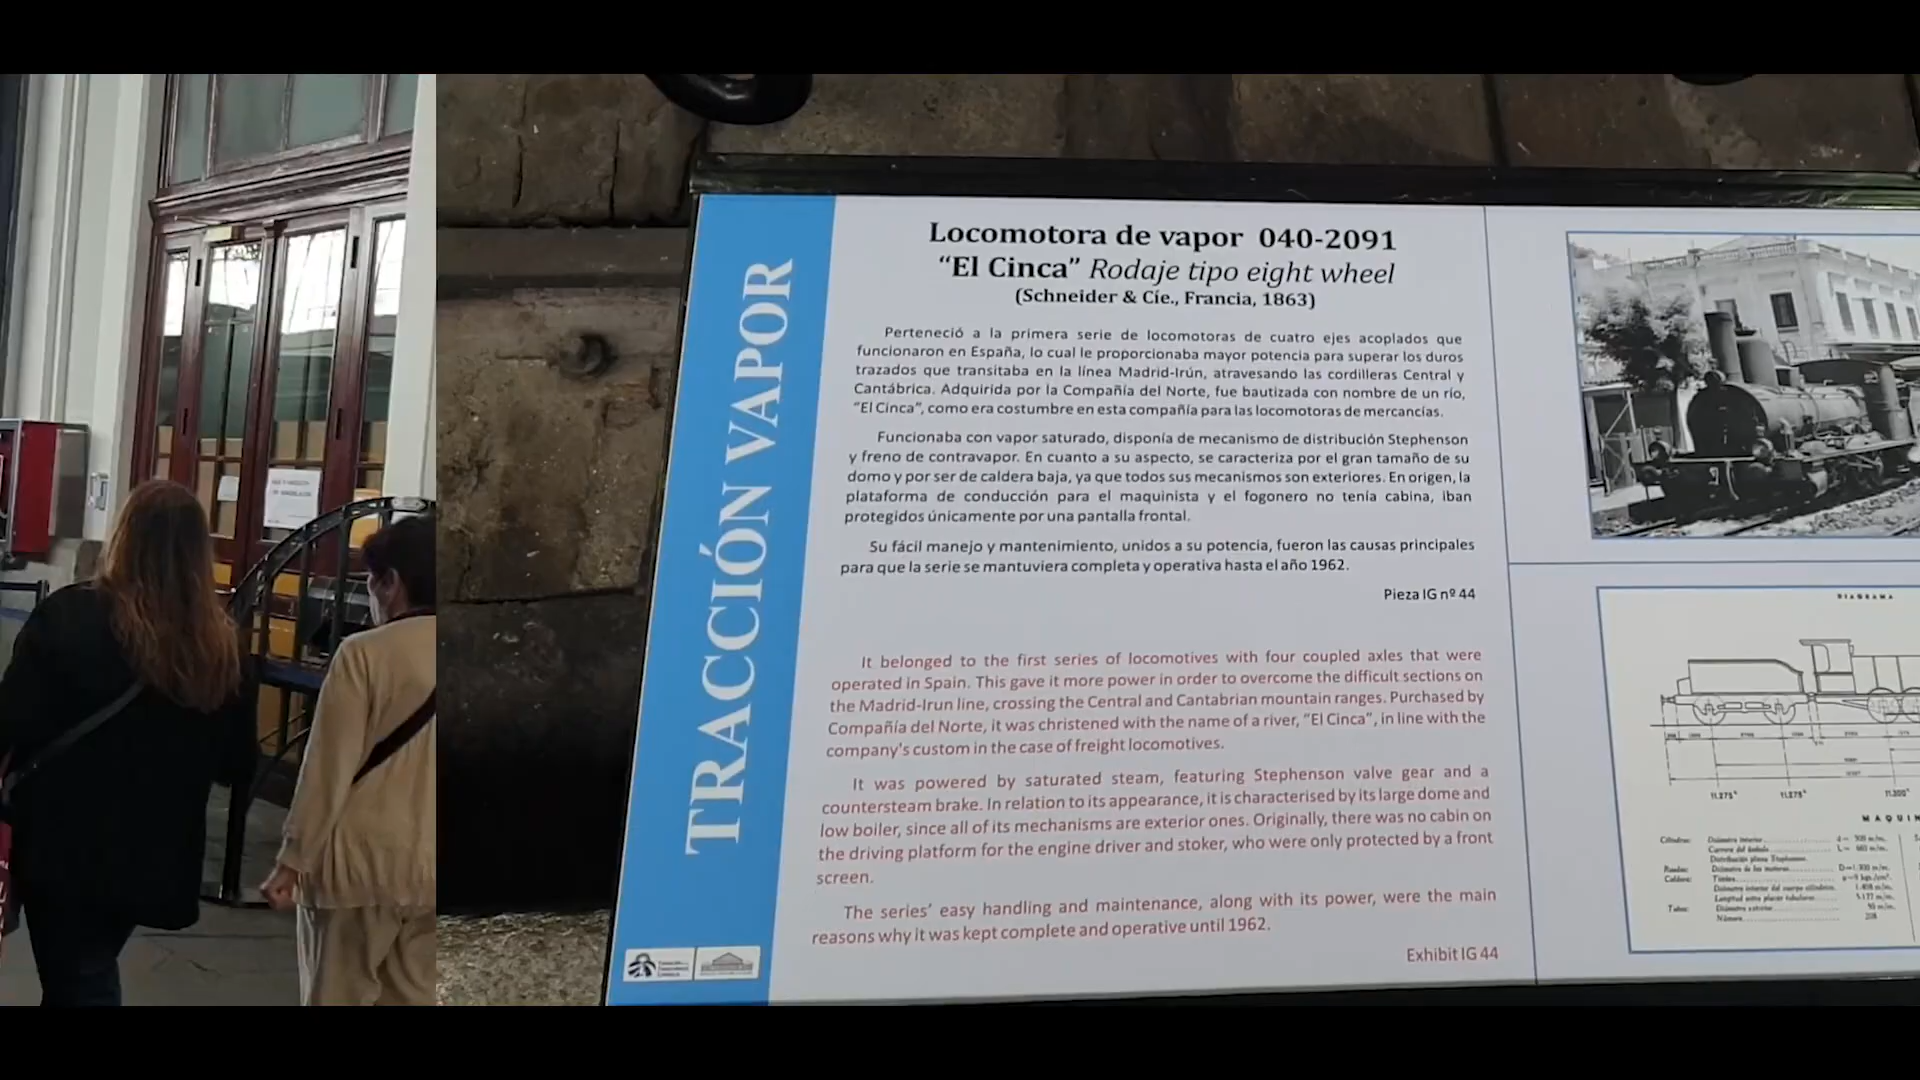 TRACCIÓN VAPOR
Locomotora de vapor 040-2091
“El Cinca” Rodaje tipo eight wheel
(Schneider & Cíe., Francia, 1863)
Perteneció a la primera serie de locomotoras de cuatro ejes acoplados que
funcionaron en España, lo cual le proporcionaba mayor potencia para superar los duros
trazados que transitaba en la línea Madrid-Irún, atravesando las cordilleras Central y
Cantábrica. Adquirida por la Compañía del Norte, fue bautizada con nombre de un río,
“El Cinca”, como era costumbre en esta compañía para las locomotoras de mercancías.
Funcionaba con vapor saturado, disponía de mecanismo de distribución Stephenson
y freno de contravapor. En cuanto a su aspecto, se caracteriza por el gran tamaño de su
domo y por ser de caldera baja, ya que todos sus mecanismos son exteriores. En origen, la
plataforma de conducción para el maquinista y el fogonero no tenía cabina, iban
protegidos únicamente por una pantalla frontal.
Su fácil manejo y mantenimiento, unidos a su potencia, fueron las causas principales
para que la serie se mantuviera completa y operativa hasta el año 1962.
Pieza IG nº 44
It belonged to the first series of locomotives with four coupled axles that were
operated in Spain. This gave it more power in order to overcome the difficult sections on
the Madrid-Irun line, crossing the Central and Cantabrian mountain ranges. Purchased by
Compañía del Norte, it was christened with the name of a river, “El Cinca”, in line with the
company's custom in the case of freight locomotives.
It was powered by saturated steam, featuring Stephenson valve gear and a
countersteam brake. In relation to its appearance, it is characterised by its large dome and
low boiler, since all of its mechanisms are exterior ones. Originally, there was no cabin on
the driving platform for the engine driver and stoker, who were only protected by a front
screen.
The series’ easy handling and maintenance, along with its power, were the main
reasons why it was kept complete and operative until 1962.
Exhibit IG 44
DIAGRAMA
11.275ᵏ 11.275ᵏ 11.300ᵏ
MAQUIN